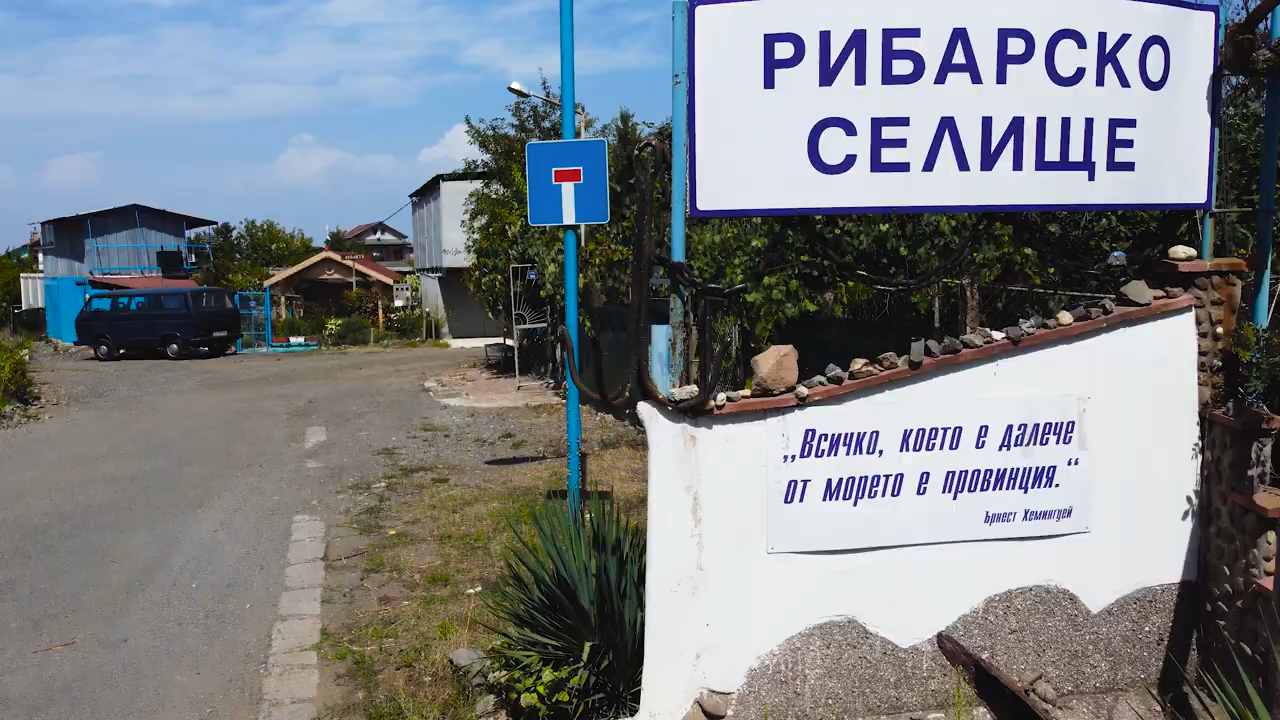 РИБАРСКО
СЕЛИЩЕ
„Всичко, което е далече
от морето е провинция.“
Ърнест Хемингуей